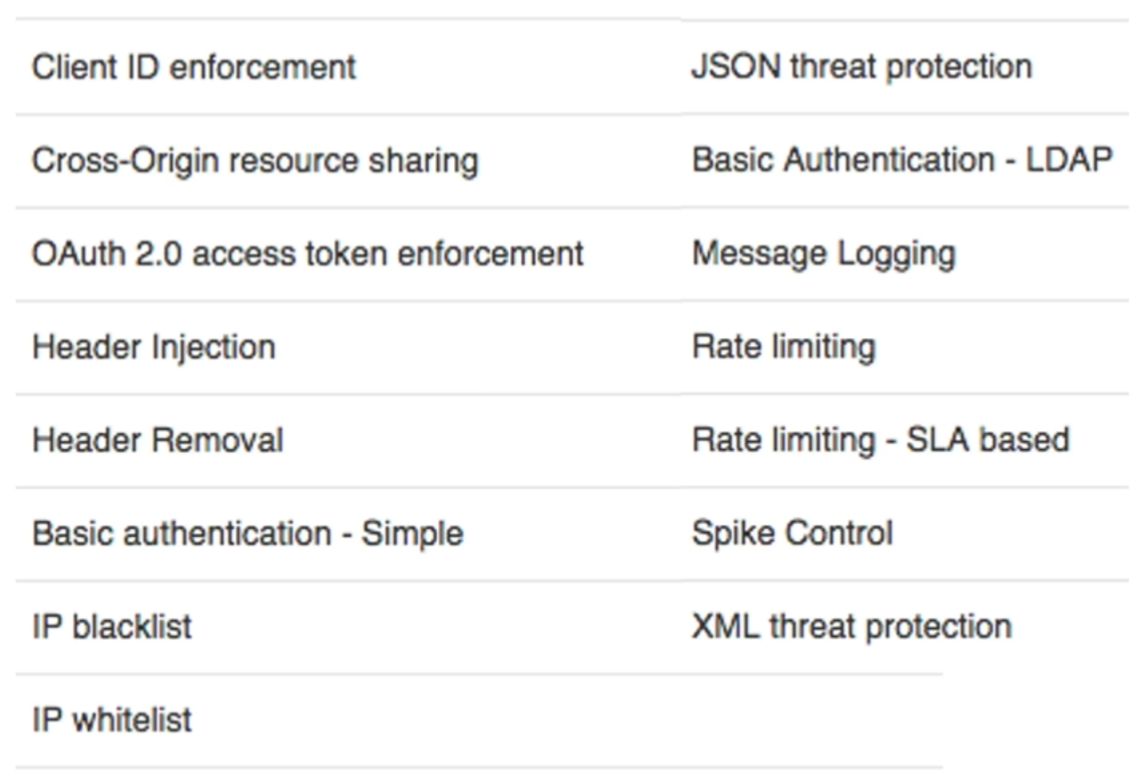 Client ID enforcement
JSON threat protection
Cross-Origin resource sharing
Basic Authentication - LDAP
OAuth 2.0 access token enforcement
Message Logging
Header Injection
Rate limiting
Header Removal
Rate limiting - SLA based
Basic authentication - Simple
Spike Control
IP blacklist
XML threat protection
IP whitelist